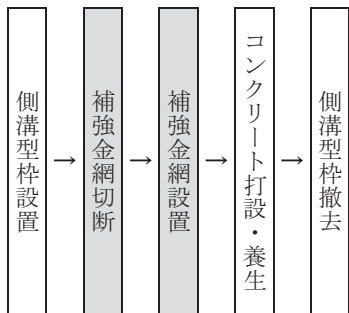 側溝型枠設置
→
補強金網切断
→
補強金網設置
→
コンクリート打設・養生
→
側溝型枠撤去